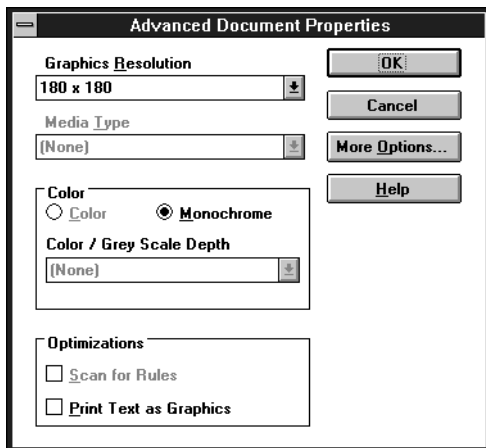 Advanced Document Properties
Graphics Resolution
180 x 180
Media Type
(None)
Color
Color
Monochrome
Color / Grey Scale Depth
(None)
Optimizations
Scan for Rules
Print Text as Graphics
OK
Cancel
More Options...
Help